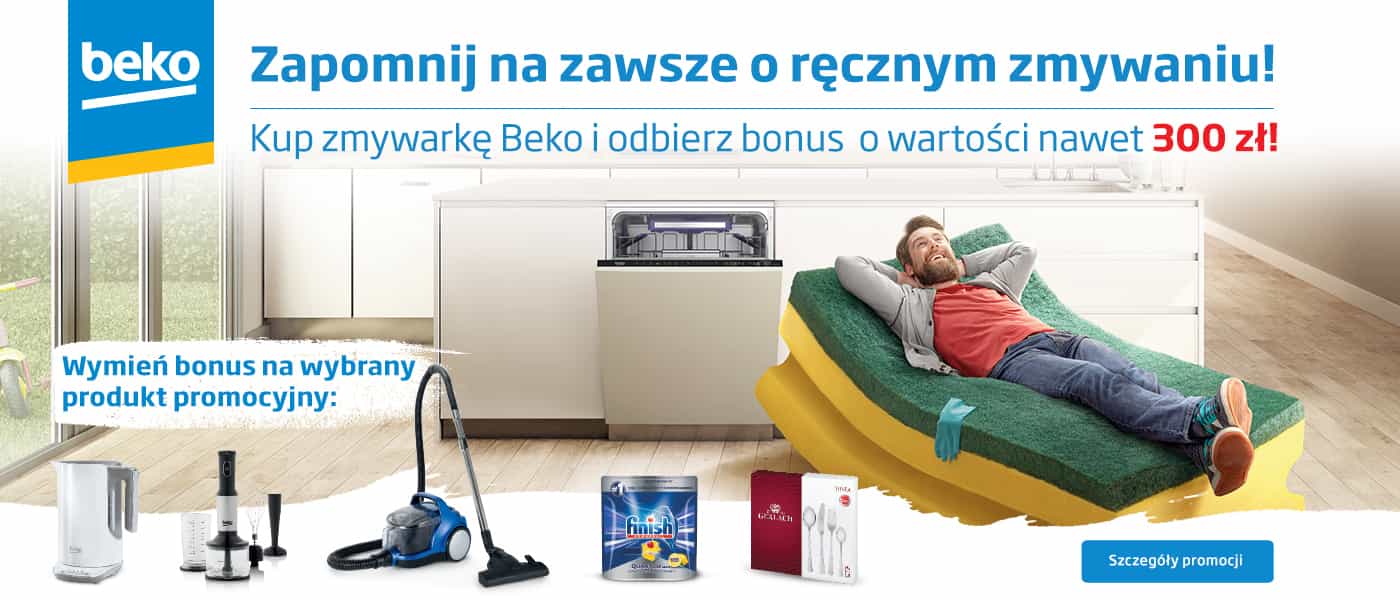 beko
Zapomnij na zawsze o ręcznym zmywaniu!
Kup zmywarkę Beko i odbierz bonus o wartości nawet 300 zł!
Wymień bonus na wybrany
produkt promocyjny:
finish
GERLACH
Szczegóły promocji